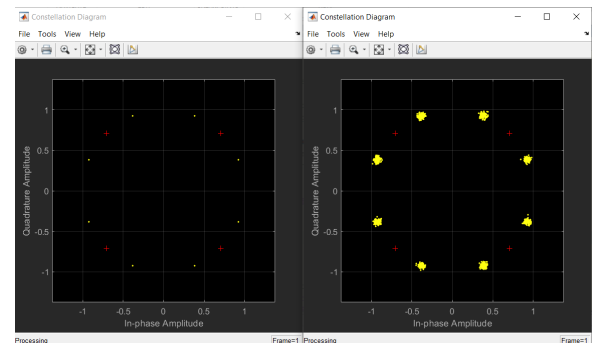 Constellation Diagram
File Tools View Help
1
0.5
0
-0.5
-1
Quadrature Amplitude
-1 -0.5 0 0.5 1
In-phase Amplitude
Processing Frame=1
Constellation Diagram
File Tools View Help
1
0.5
0
-0.5
-1
Quadrature Amplitude
-1 -0.5 0 0.5 1
In-phase Amplitude
Processing Frame=1